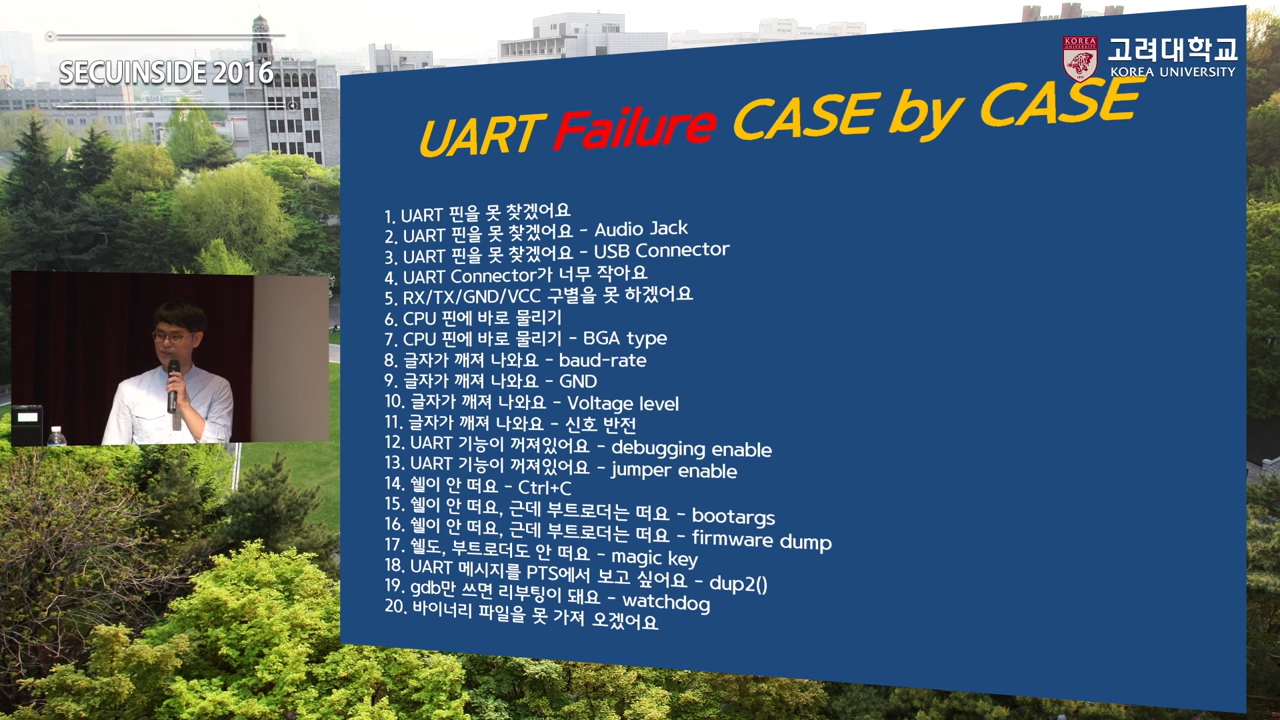 SECUINSIDE 2016
KOREA
UNIVERSITY
고려대학교
KOREA UNIVERSITY
UART Failure CASE by CASE
1. UART 핀을 못 찾겠어요
2. UART 핀을 못 찾겠어요 - Audio Jack
3. UART 핀을 못 찾겠어요 - USB Connector
4. UART Connector가 너무 작아요
5. RX/TX/GND/VCC 구별을 못 하겠어요
6. CPU 핀에 바로 물리기
7. CPU 핀에 바로 물리기 - BGA type
8. 글자가 깨져 나와요 - baud-rate
9. 글자가 깨져 나와요 - GND
10. 글자가 깨져 나와요 - Voltage level
11. 글자가 깨져 나와요 - 신호 반전
12. UART 기능이 꺼져있어요 - debugging enable
13. UART 기능이 꺼져있어요 - jumper enable
14. 쉘이 안 떠요 - Ctrl+C
15. 쉘이 안 떠요, 근데 부트로더는 떠요 - bootargs
16. 쉘이 안 떠요, 근데 부트로더는 떠요 - firmware dump
17. 쉘도, 부트로더도 안 떠요 - magic key
18. UART 메시지를 PTS에서 보고 싶어요 - dup2()
19. gdb만 쓰면 리부팅이 돼요 - watchdog
20. 바이너리 파일을 못 가져 오겠어요